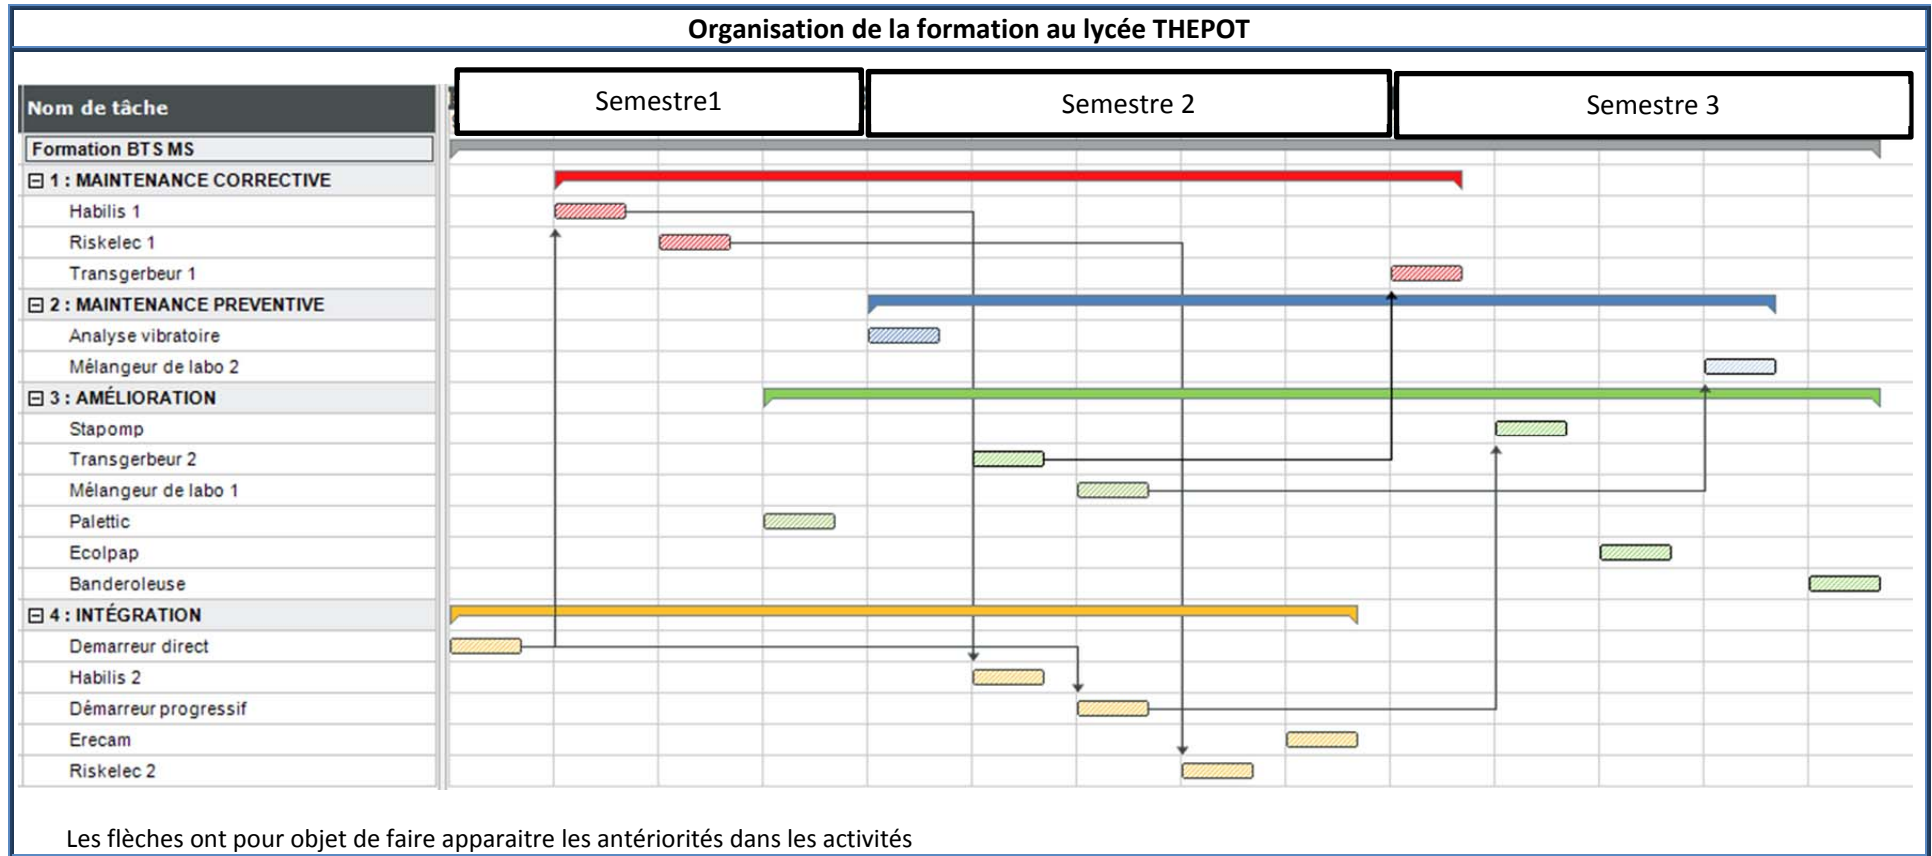 Organisation de la formation au lycée THEPOT
Semestre1
Semestre 2
Semestre 3
Nom de tâche
Formation BTS MS
1 : MAINTENANCE CORRECTIVE
Habilis 1
Riskelec 1
Transgerbeur 1
2 : MAINTENANCE PREVENTIVE
Analyse vibratoire
Mélangeur de labo 2
3 : AMÉLIORATION
Stapomp
Transgerbeur 2
Mélangeur de labo 1
Palettic
Ecolpap
Banderoleuse
4 : INTÉGRATION
Demarreur direct
Habilis 2
Démarreur progressif
Erecam
Riskelec 2
Les flèches ont pour objet de faire apparaitre les antériorités dans les activités